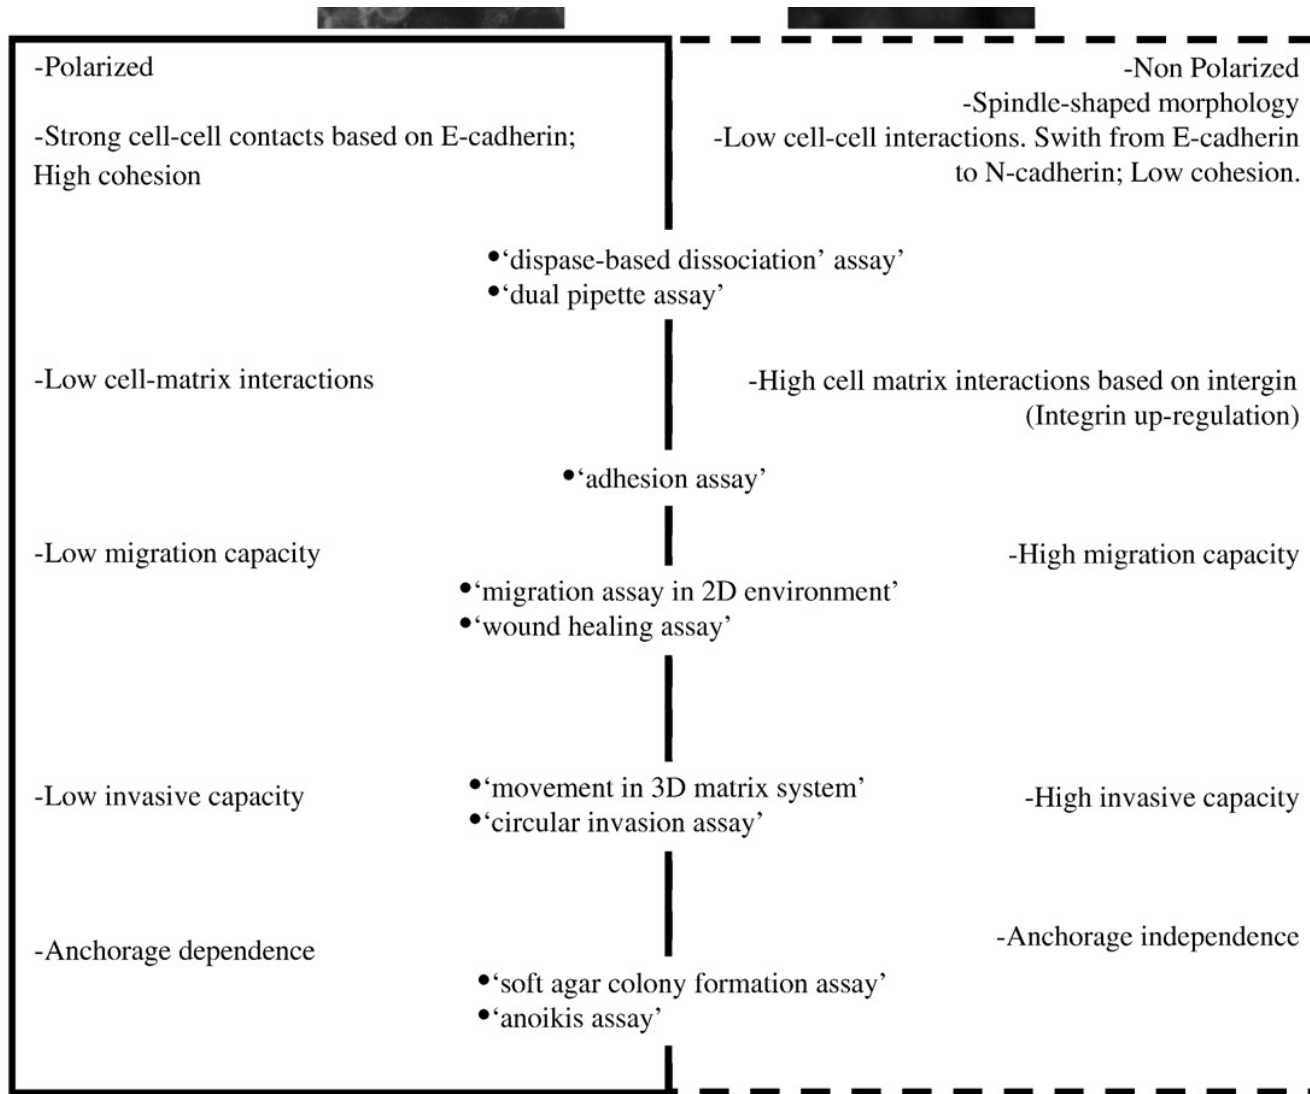 -Polarized
-Non Polarized
-Spindle-shaped morphology
-Strong cell-cell contacts based on E-cadherin;
High cohesion
-Low cell-cell interactions. Swith from E-cadherin
to N-cadherin; Low cohesion.
•‘dispase-based dissociation’ assay’
•‘dual pipette assay’
-Low cell-matrix interactions
-High cell matrix interactions based on intergin
(Integrin up-regulation)
•‘adhesion assay’
-Low migration capacity
-High migration capacity
•‘migration assay in 2D environment’
•‘wound healing assay’
-Low invasive capacity
•‘movement in 3D matrix system’
•‘circular invasion assay’
-High invasive capacity
-Anchorage dependence
-Anchorage independence
•‘soft agar colony formation assay’
•‘anoikis assay’